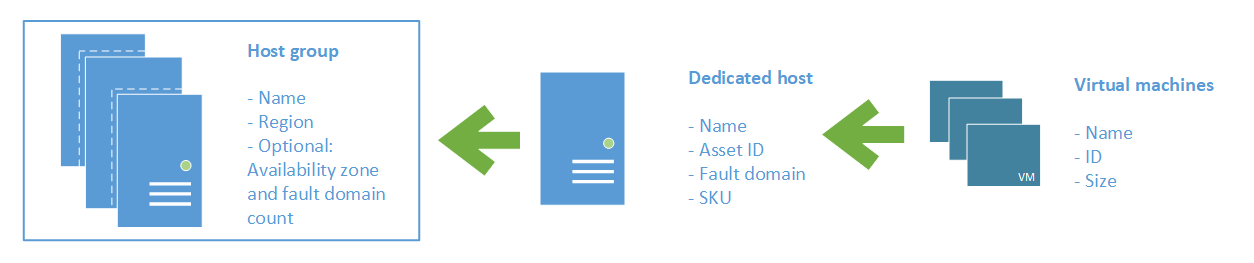 Host group
- Name
- Region
- Optional:
Availability zone
and fault domain
count
Dedicated host
- Name
- Asset ID
- Fault domain
- SKU
VM
Virtual machines
- Name
- ID
- Size